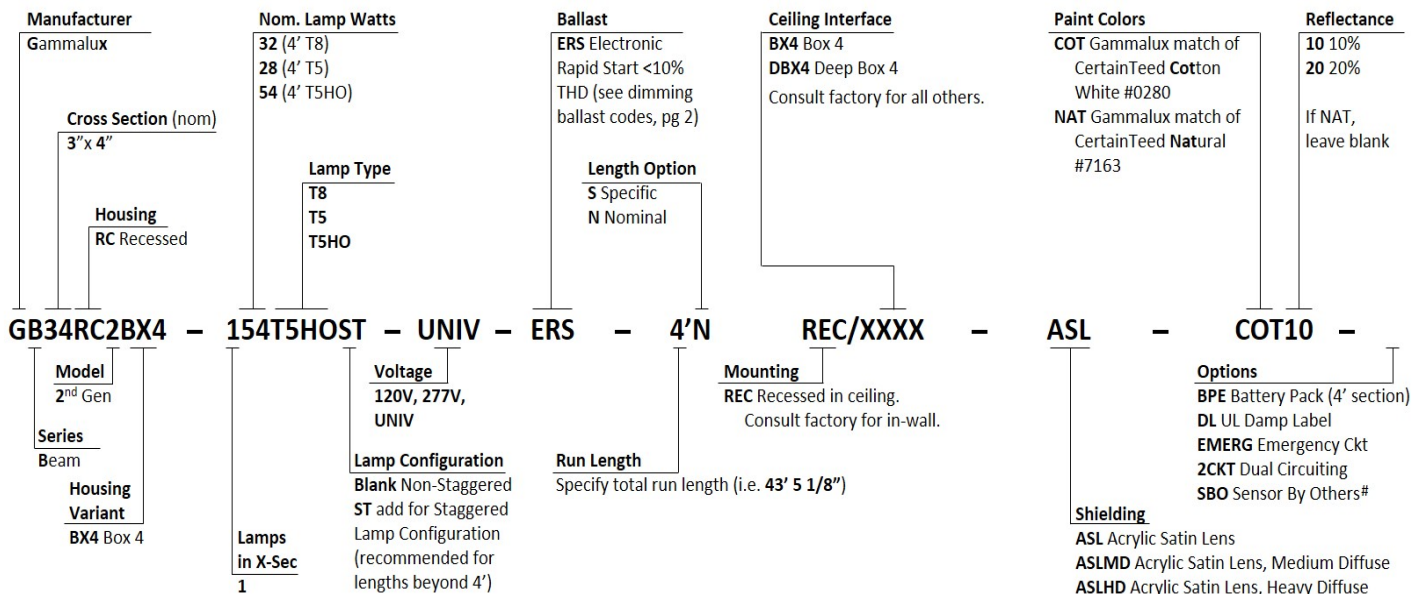 Manufacturer
Gammalux
Cross Section (nom)
3”x 4”
Housing
RC Recessed
Nom. Lamp Watts
32 (4’ T8)
28 (4’ T5)
54 (4’ T5HO)
Lamp Type
T8
T5
T5HO
Ballast
ERS Electronic
Rapid Start <10%
THD (see dimming
ballast codes, pg 2)
Length Option
S Specific
N Nominal
Ceiling Interface
BX4 Box 4
DBX4 Deep Box 4
Consult factory for all others.
Paint Colors
COT Gammalux match of
CertainTeed Cotton
White #0280
NAT Gammalux match of
CertainTeed Natural
#7163
Reflectance
10 10%
20 20%
If NAT,
leave blank
GB34RC2BX4 – 154T5HOST – UNIV – ERS – 4’N REC/XXXX – ASL – COT10 –
Model
2nd Gen
Series
Beam
Housing
Variant
BX4 Box 4
Lamps
in X-Sec
1
Voltage
120V, 277V,
UNIV
Lamp Configuration
Blank Non-Staggered
ST add for Staggered
Lamp Configuration
(recommended for
lengths beyond 4’)
Run Length
Specify total run length (i.e. 43’ 5 1/8”)
Mounting
REC Recessed in ceiling.
Consult factory for in-wall.
Options
BPE Battery Pack (4’ section)
DL UL Damp Label
EMERG Emergency Ckt
2CKT Dual Circuiting
SBO Sensor By Others#
Shielding
ASL Acrylic Satin Lens
ASLMD Acrylic Satin Lens, Medium Diffuse
ASLHD Acrylic Satin Lens, Heavy Diffuse